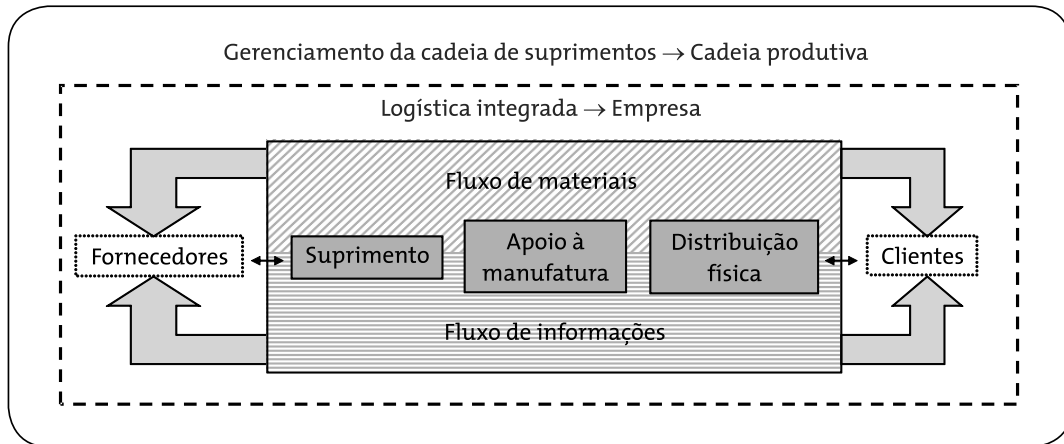 Gerenciamento da cadeia de suprimentos → Cadeia produtiva
Logística integrada → Empresa
Fluxo de materiais
Fornecedores
Suprimento
Apoio à
manufatura
Distribuição
física
Clientes
Fluxo de informações